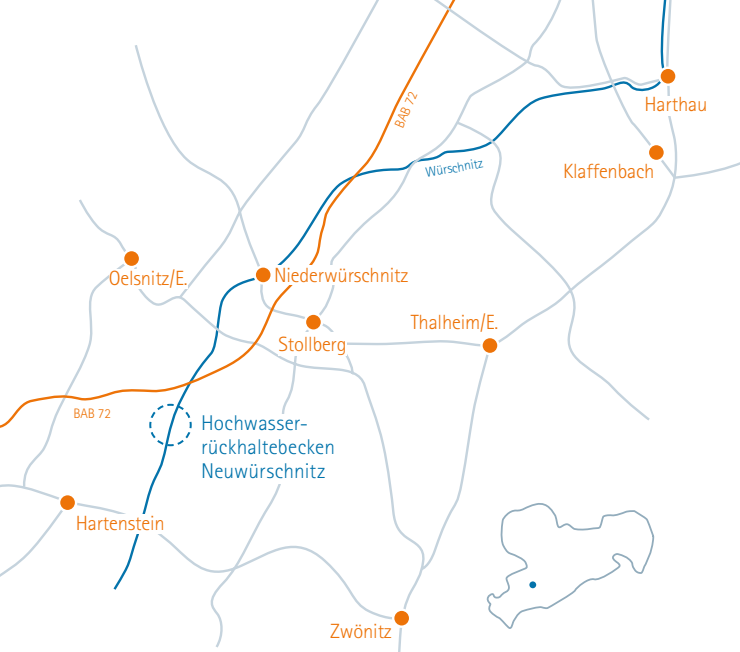 BAB 72
Harthau
Würschnitz
Klaffenbach
Oelsnitz/E.
Niederwürschnitz
Thalheim/E.
Stollberg
BAB 72
Hochwasser-
rückhaltebecken
Neuwürschnitz
Hartenstein
Zwönitz